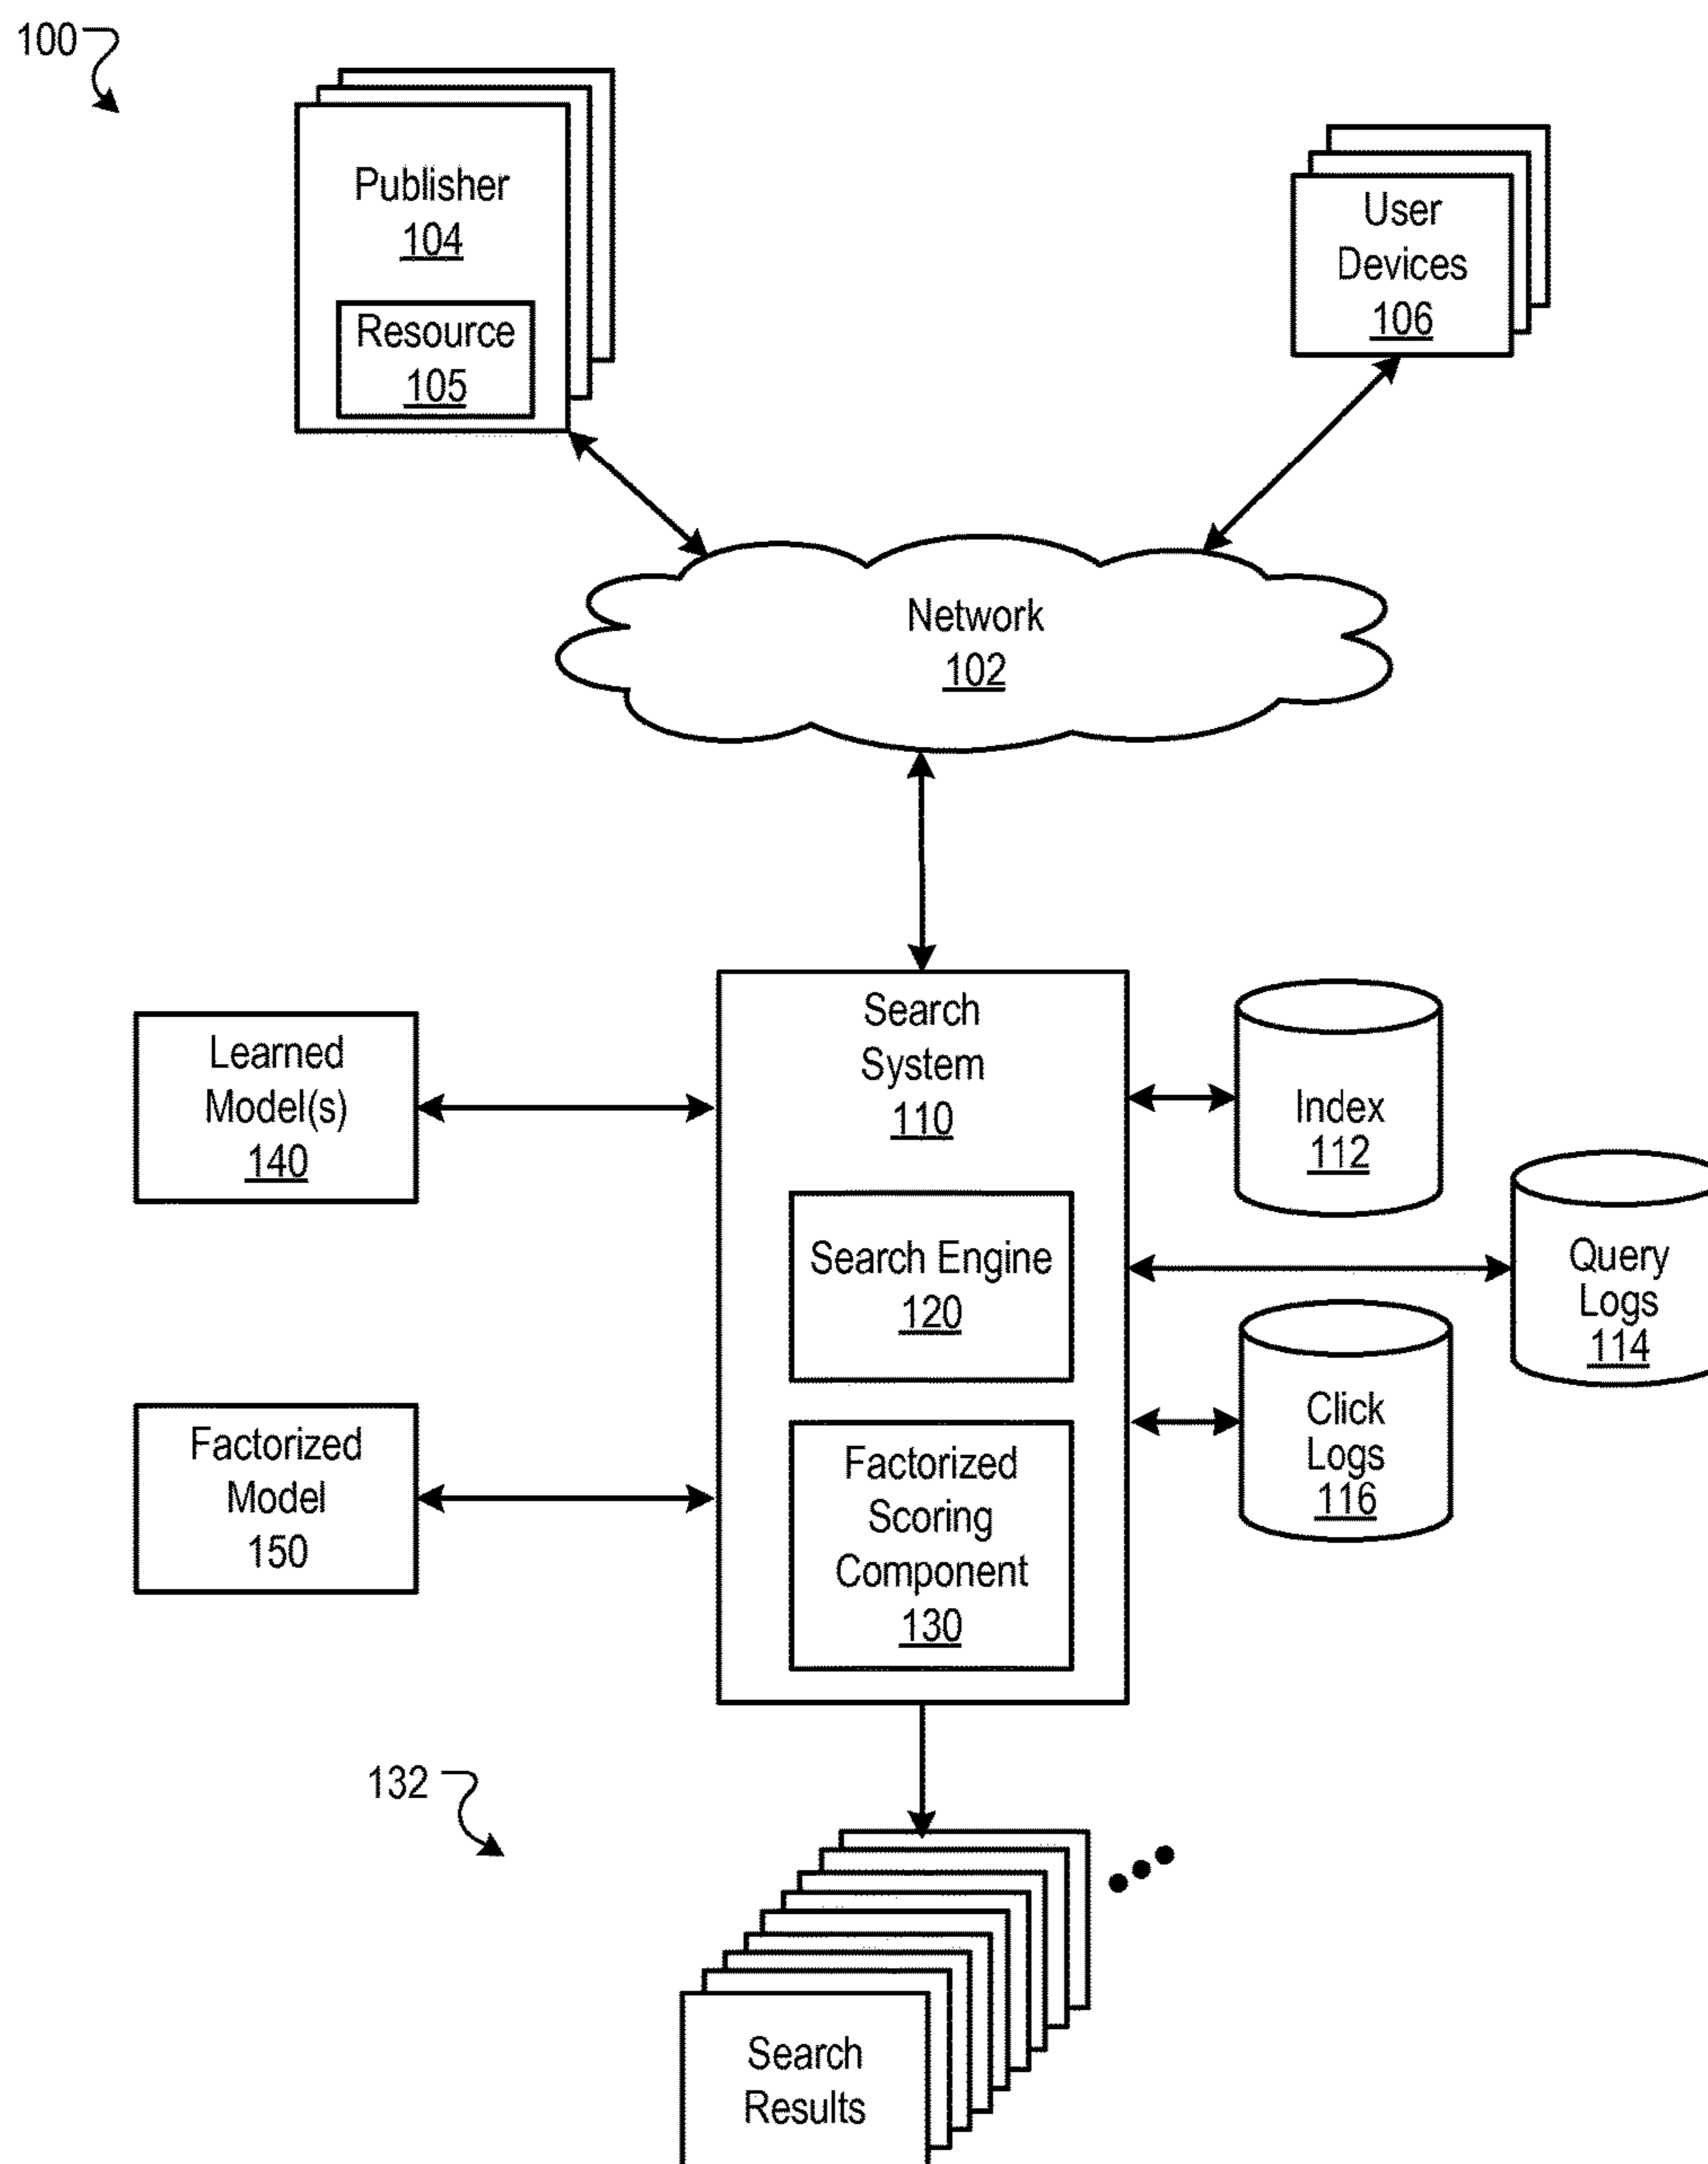 100
Publisher
104
Resource
105
User
Devices
106
Network
102
Learned
Model(s)
140
Search
System
110
Index
112
Search Engine
120
Query
Logs
114
Factorized
Model
150
Factorized
Scoring
Component
130
Click
Logs
116
132
Search
Results